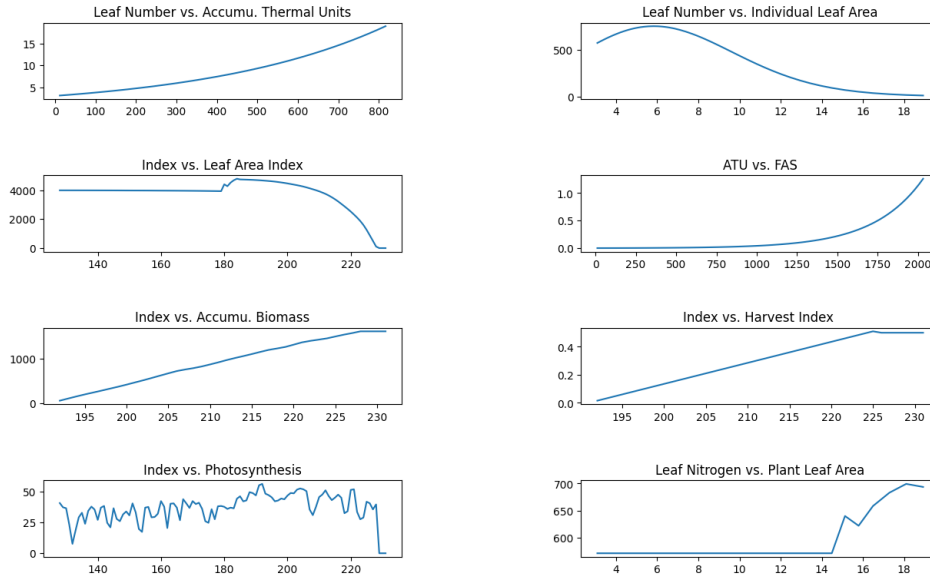 Leaf Number vs. Accumu. Thermal Units
15
10
5
0 100 200 300 400 500 600 700 800
Leaf Number vs. Individual Leaf Area
500
0
4 6 8 10 12 14 16 18
Index vs. Leaf Area Index
4000
2000
0
140 160 180 200 220
ATU vs. FAS
1.0
0.5
0.0
0 250 500 750 1000 1250 1500 1750 2000
Index vs. Accumu. Biomass
1000
0
195 200 205 210 215 220 225 230
Index vs. Harvest Index
0.4
0.2
0.0
195 200 205 210 215 220 225 230
Index vs. Photosynthesis
50
25
0
140 160 180 200 220
Leaf Nitrogen vs. Plant Leaf Area
700
650
600
4 6 8 10 12 14 16 18